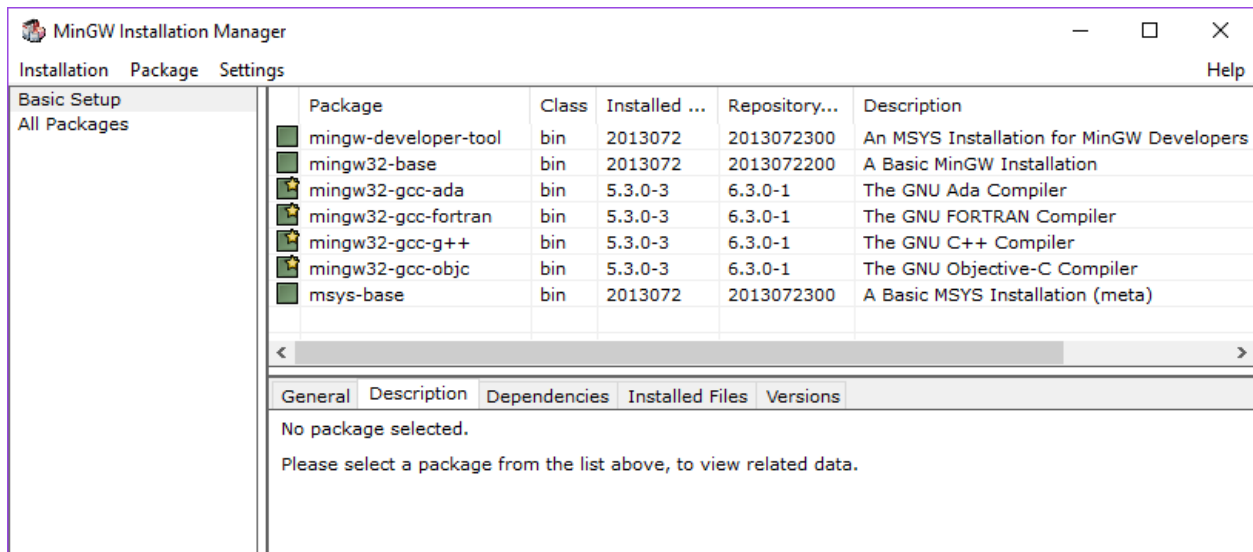 MinGW Installation Manager
Installation Package Settings Help
Basic Setup
All Packages
Package Class Installed ... Repository... Description
mingw-developer-tool bin 2013072 2013072300 An MSYS Installation for MinGW Developers
mingw32-base bin 2013072 2013072200 A Basic MinGW Installation
mingw32-gcc-ada bin 5.3.0-3 6.3.0-1 The GNU Ada Compiler
mingw32-gcc-fortran bin 5.3.0-3 6.3.0-1 The GNU FORTRAN Compiler
mingw32-gcc-g++ bin 5.3.0-3 6.3.0-1 The GNU C++ Compiler
mingw32-gcc-objc bin 5.3.0-3 6.3.0-1 The GNU Objective-C Compiler
msys-base bin 2013072 2013072300 A Basic MSYS Installation (meta)
General Description Dependencies Installed Files Versions
No package selected.
Please select a package from the list above, to view related data.